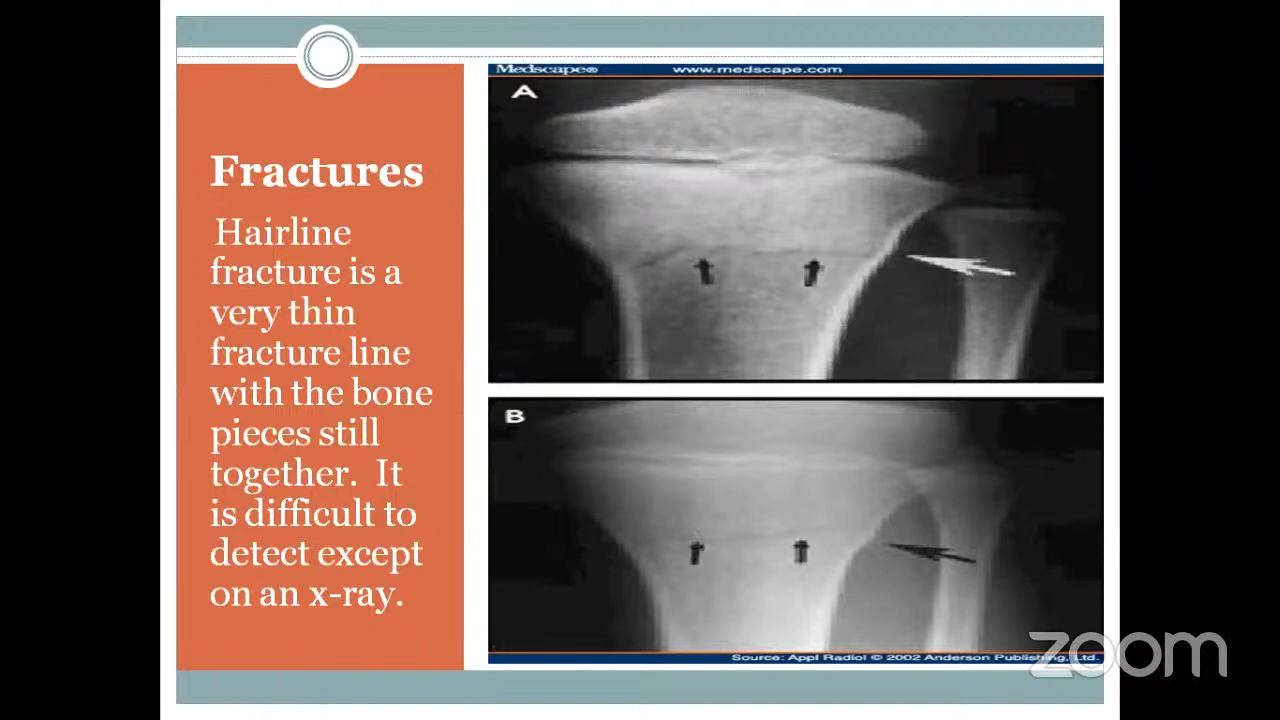 Fractures
Hairline
fracture is a
very thin
fracture line
with the bone
pieces still
together. It
is difficult to
detect except
on an x-ray.
Medscape® www.medscape.com
A
B
Source: Appl Radiol © 2002 Anderson Publishing, Ltd.
zoom